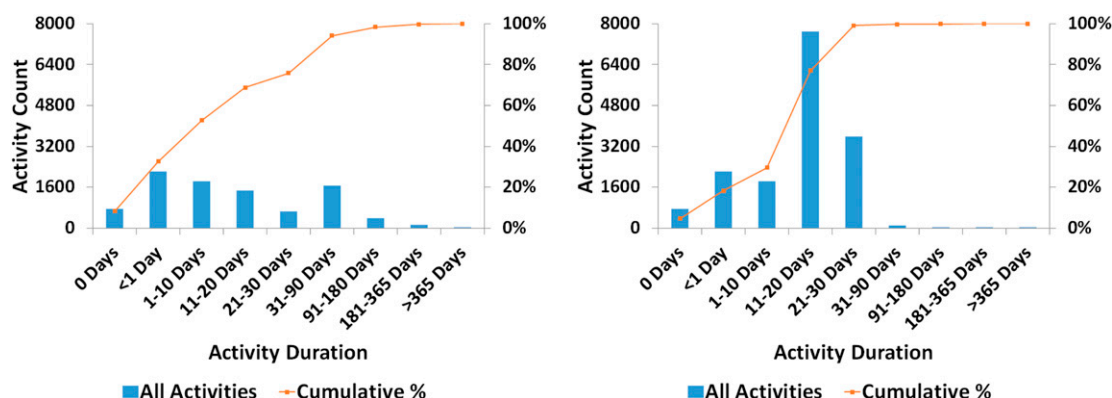 8000
6400
4800
3200
1600
0
Activity Count
100%
80%
60%
40%
20%
0%
0 Days
<1 Day
1-10 Days
11-20 Days
21-30 Days
31-90 Days
91-180 Days
181-365 Days
>365 Days
Activity Duration
All Activities Cumulative %
8000
6400
4800
3200
1600
0
Activity Count
100%
80%
60%
40%
20%
0%
0 Days
<1 Day
1-10 Days
11-20 Days
21-30 Days
31-90 Days
91-180 Days
181-365 Days
>365 Days
Activity Duration
All Activities Cumulative %